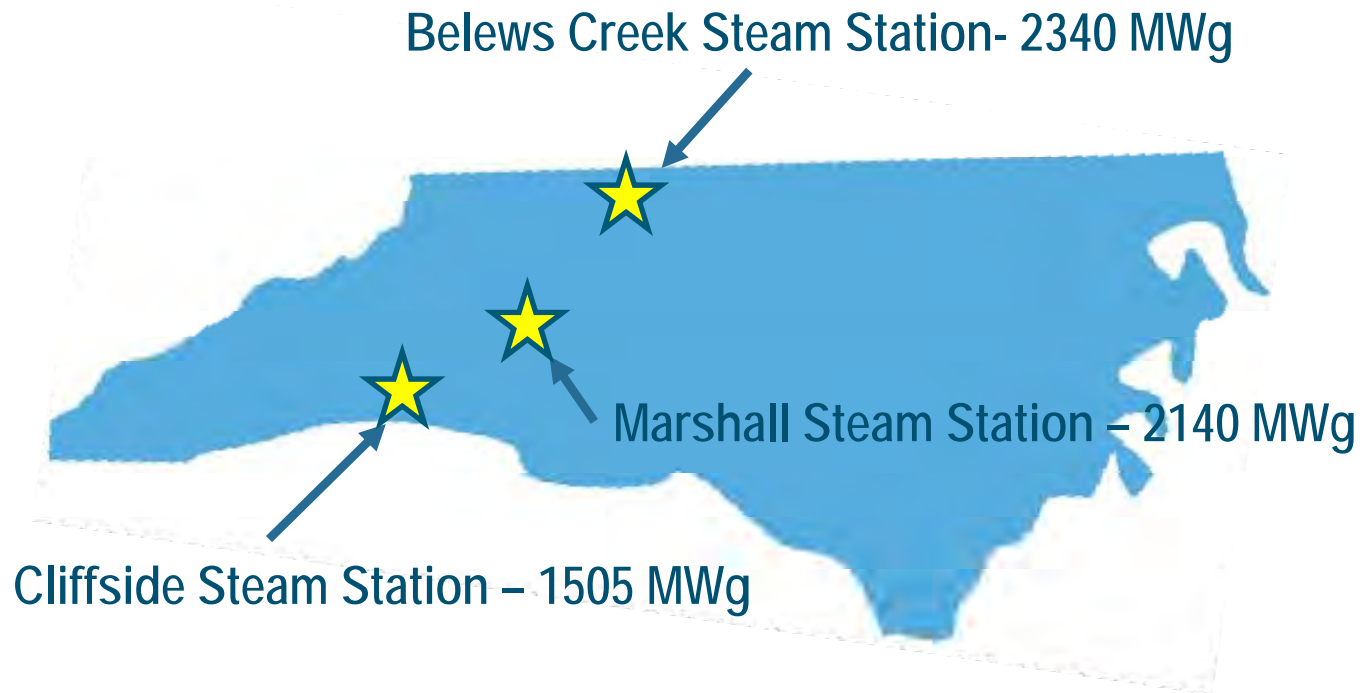 Belews Creek Steam Station- 2340 MWg
Marshall Steam Station – 2140 MWg
Cliffside Steam Station – 1505 MWg